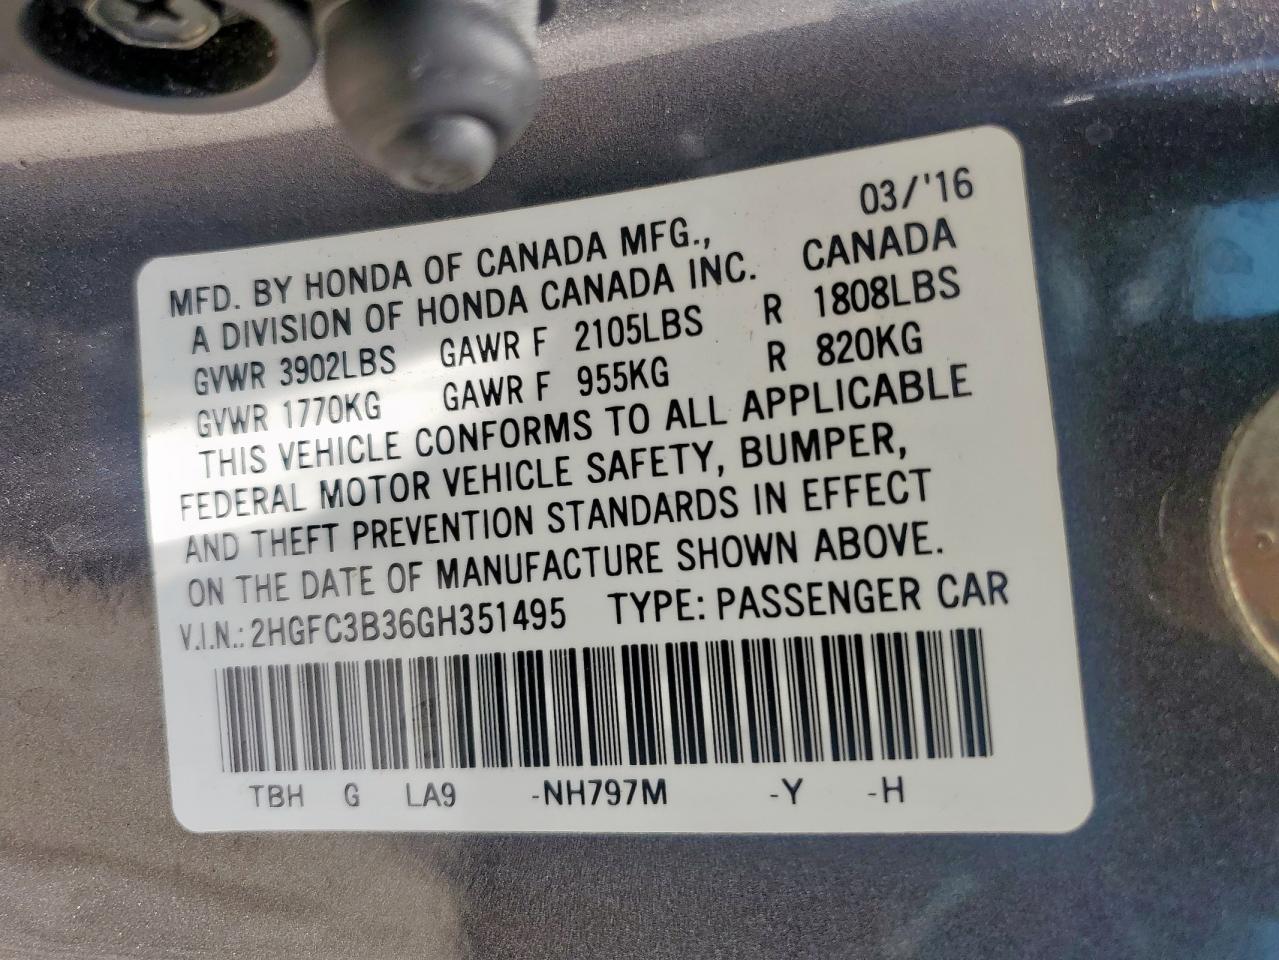 03/'16
MFD. BY HONDA OF CANADA MFG.,
A DIVISION OF HONDA CANADA INC. CANADA
GVWR 3902LBS GAWR F 2105LBS R 1808LBS
GVWR 1770KG GAWR F 955KG R 820KG
THIS VEHICLE CONFORMS TO ALL APPLICABLE
FEDERAL MOTOR VEHICLE SAFETY, BUMPER,
AND THEFT PREVENTION STANDARDS IN EFFECT
ON THE DATE OF MANUFACTURE SHOWN ABOVE.
V.I.N.: 2HGFC3B36GH351495 TYPE: PASSENGER CAR
TBH G LA9 -NH797M -Y -H